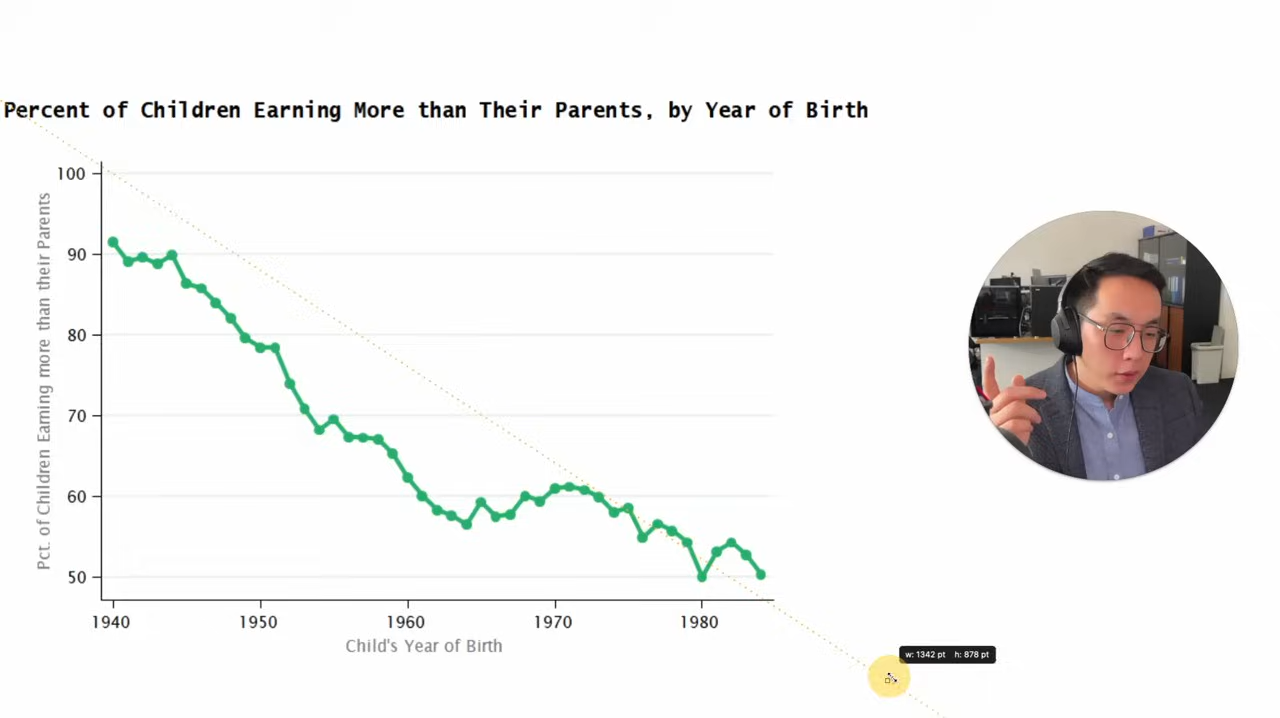 Percent of Children Earning More than Their Parents, by Year of Birth
Pct. of Children Earning more than their Parents
100
90
80
70
60
50
1940 1950 1960 1970 1980
Child's Year of Birth
w: 1342 pt h: 878 pt